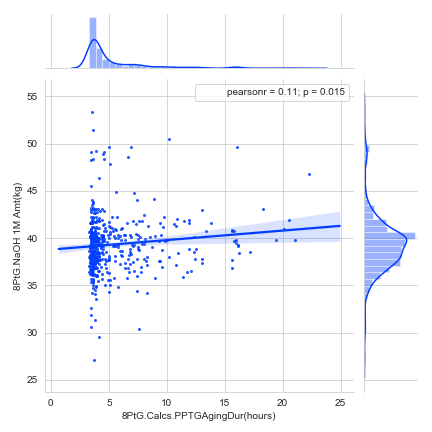 pearsonr = 0.11; p = 0.015
55
50
45
40
35
30
25
8PtG.NaOH 1M Amt(kg)
0 5 10 15 20 25
8PtG.Calcs.PPTGAgingDur(hours)